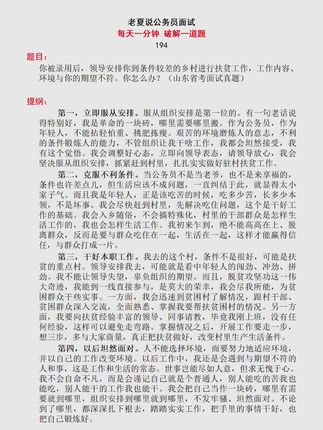 老夏说公务员面试
每天一分钟 破解一道题
194
题目：
你被录用后，领导安排你到条件较差的乡村进行扶贫工作，工作内容、
环境与你的期望不符。你怎么办？（山东省考面试真题）
提纲：
第一，立即服从安排。服从组织安排是第一位的。有一句老话说
得特别好，我是革命的一块砖，哪里需要哪里搬。作为公务员，作为
年轻人，不能拈轻怕重、挑肥拣瘦。艰苦的环境磨炼人的意志，不利
的条件锻炼人的能力，不管组织让我干啥工作，我都会坦然接受，我
有这个觉悟。我会调整好心态，立即向领导表态，请领导放心，我会
坚决服从组织安排，抓紧赶到村里，扎扎实实做好驻村扶贫工作。
第二，克服不利条件。当公务员不是当老爷，也不是来享福的，
条件也许差点儿，但生活应该不成问题，一直纠结于此，就显得太小
家子气。而且我是年轻人，正是该吃苦的时候，吃多少苦，长多少本
领，不是坏事。我会尽快赶到村里，先解决吃住问题，这个是干好工
作的基础。我会入乡随俗，不会搞特殊化，村里的干部群众是怎样生
活工作的，我也会怎样生活工作。我初来乍到，绝不能高高在上、脱
离群众，反而是要与群众吃住在一起，生活在一起，这样才能赢得信
任，与群众打成一片。
第三，干好本职工作。我去的这个村，条件不是很好，可能是扶
贫的重点村。领导安排我去，可能就是看中年轻人的闯劲、冲劲、拼
劲。我不能让领导失望，辜负组织的期望。而且，脱贫攻坚这一伟
大奇迹，我能到一线直接参与，是莫大的荣幸，我会尽我所能，为贫
困群众干些实事。一方面，我会迅速到贫困村了解情况，跟村干部、
贫困群众深入交流，全面熟悉、掌握我要帮扶贫困村的情况。另一方
面，我要向扶贫经验丰富的领导、同事请教，毕竟我刚上班，没有任
何经验，这样可以避免走弯路。掌握情况之后，开展工作要走一步，
想三步，多与大家商量，真正把扶贫做好，改变村里生产生活条件。
第四，以后坦然面对。人不能选择环境，而要努力地适应环境，
并以自己的工作改变环境。以后工作中，我还是会遇到与期望不符的
人和事，这是工作和生活的常态。世事岂能尽如人意，但求无愧于心。
我不会自命不凡，而是会谨记自己就是个普通人，别人能吃的苦我也
能吃，别人能干的工作我也能干。我会把自己当作一块砖，哪里有需
要就到哪里，组织安排到哪里就到哪里，不发牢骚、坦然面对。不论
到了哪里，都深深扎下根去，踏踏实实工作，把手里的事情干好，也
把自己锻炼好。